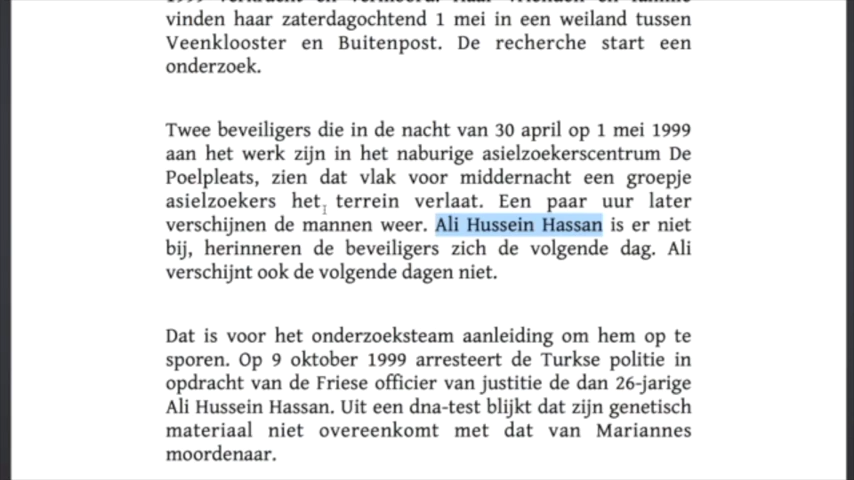 vinden haar zaterdagochtend 1 mei in een weiland tussen
Veenklooster en Buitenpost. De recherche start een
onderzoek.
Twee beveiligers die in de nacht van 30 april op 1 mei 1999
aan het werk zijn in het naburige asielzoekerscentrum De
Poelpleats, zien dat vlak voor middernacht een groepje
asielzoekers het terrein verlaat. Een paar uur later
verschijnen de mannen weer. Ali Hussein Hassan is er niet
bij, herinneren de beveiligers zich de volgende dag. Ali
verschijnt ook de volgende dagen niet.
Dat is voor het onderzoeksteam aanleiding om hem op te
sporen. Op 9 oktober 1999 arresteert de Turkse politie in
opdracht van de Friese officier van justitie de dan 26-jarige
Ali Hussein Hassan. Uit een dna-test blijkt dat zijn genetisch
materiaal niet overeenkomt met dat van Mariannes
moordenaar.